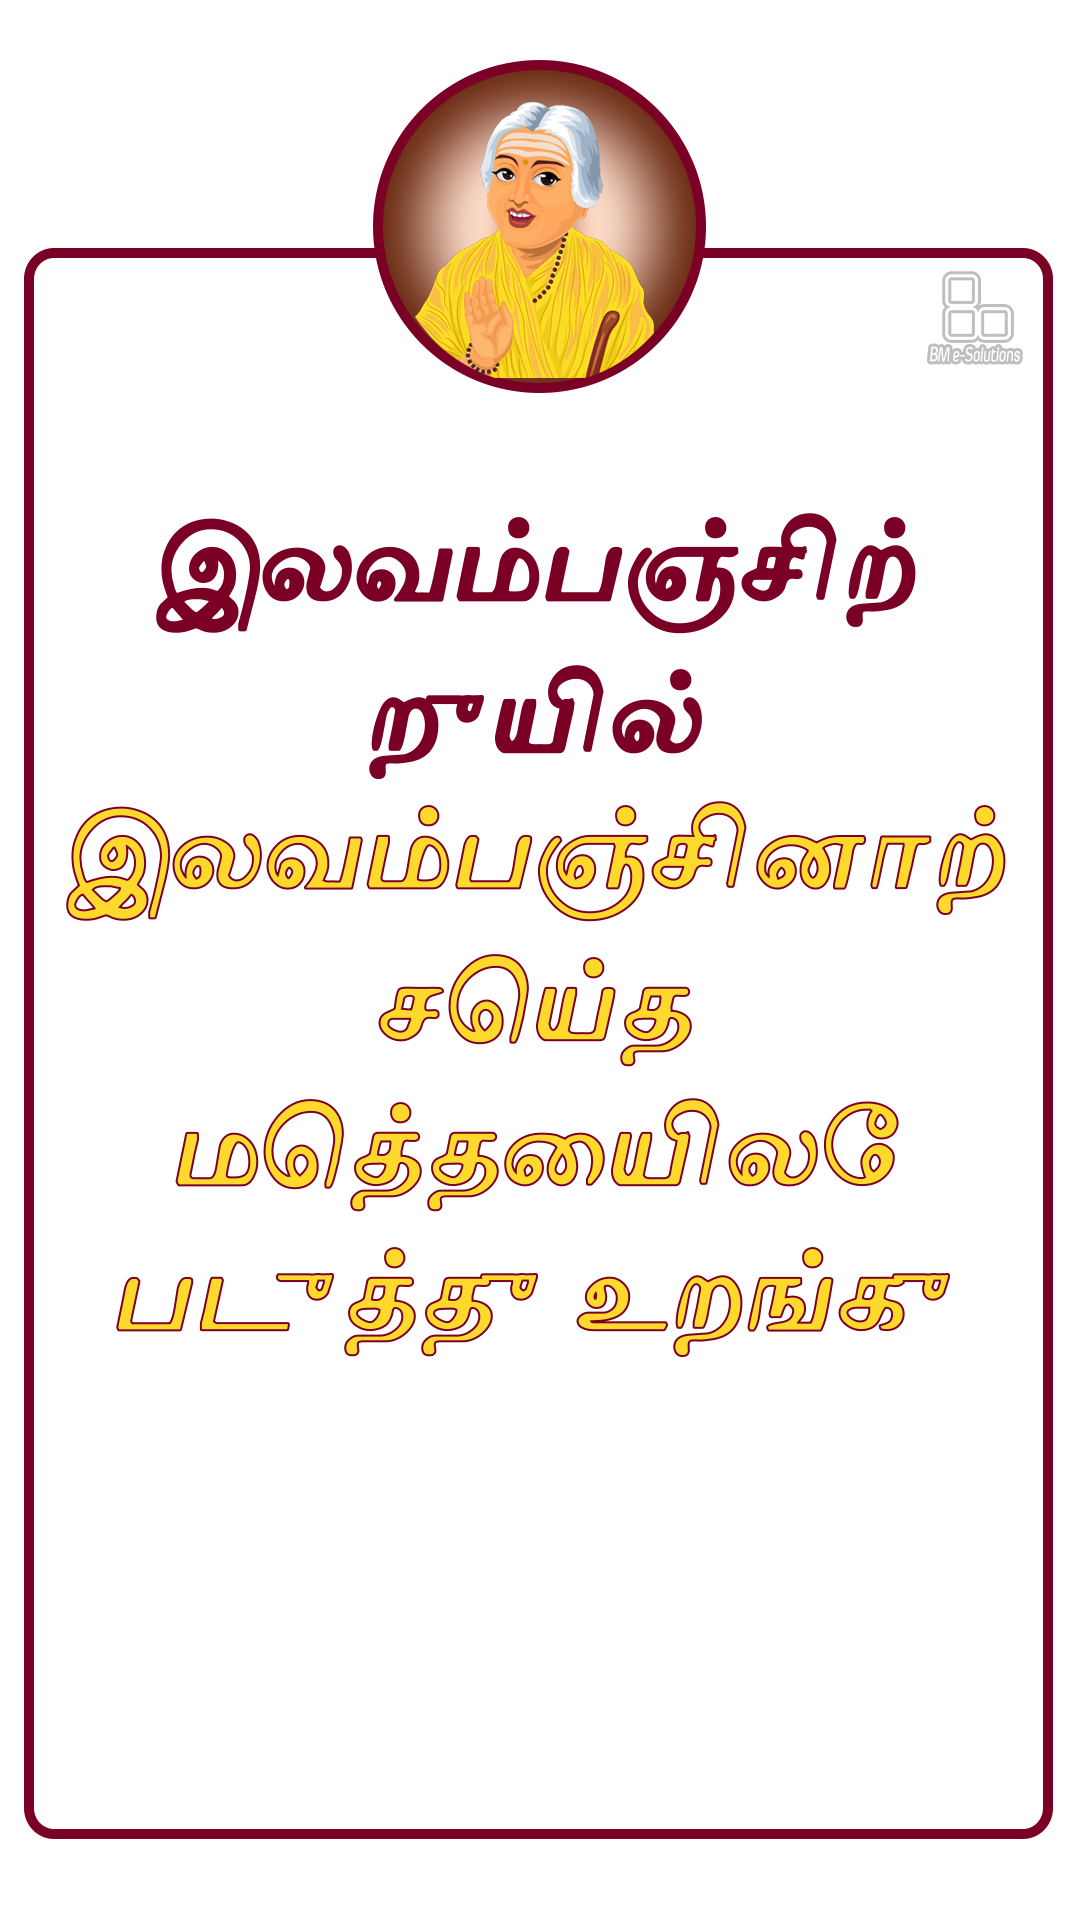 BM e-Solutions
இலவம்பஞ்சிற்
றுயில்
இலவம்பஞ்சினாற்
செய்த
மெத்தையிலே
படுத்து உறங்கு